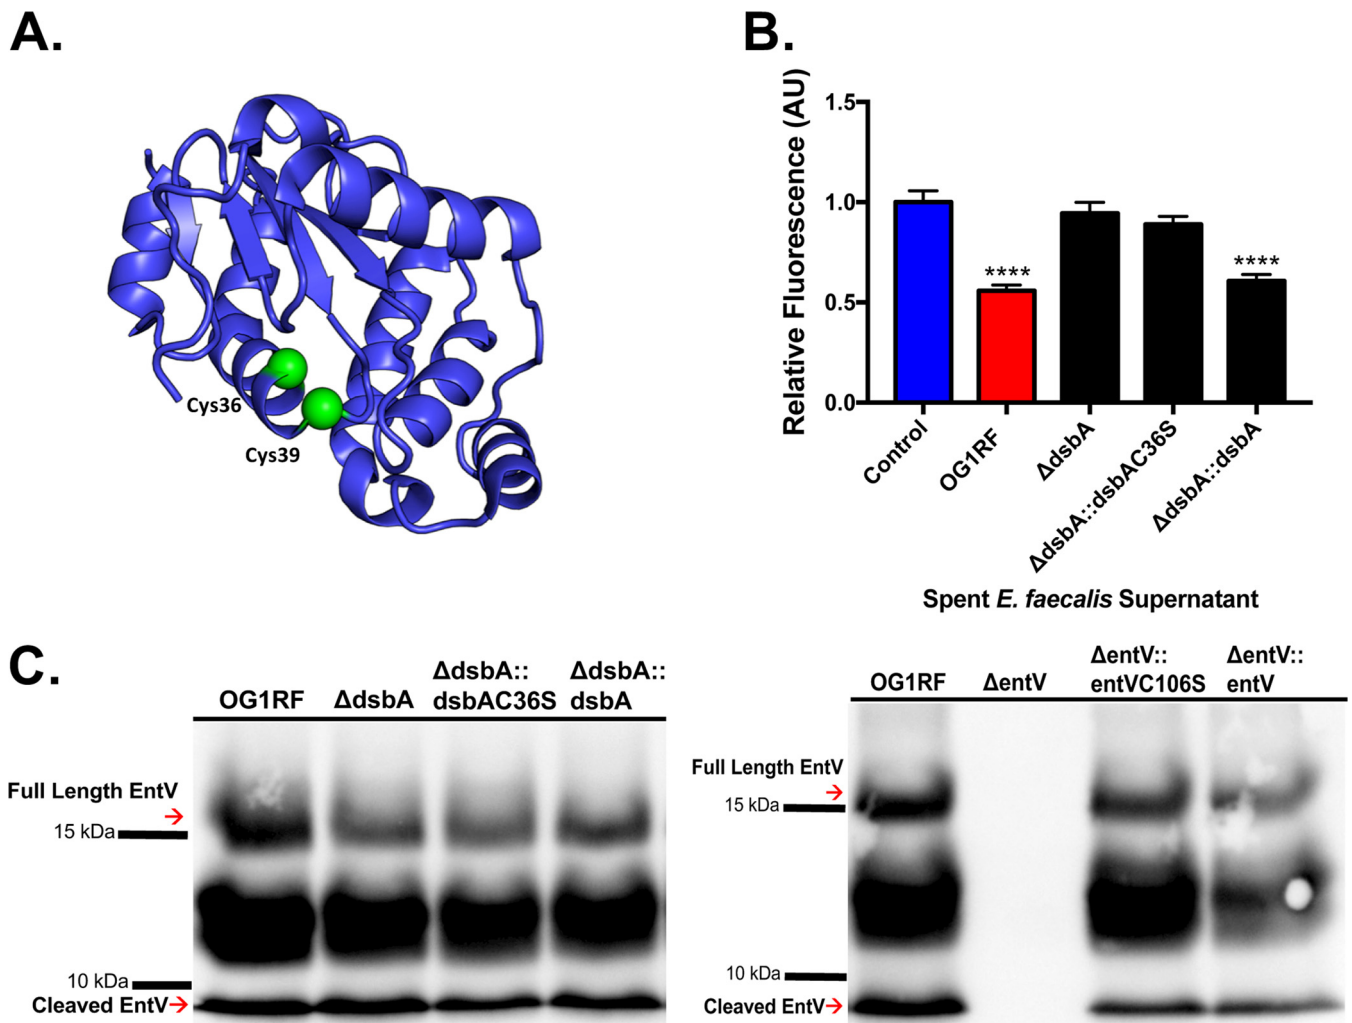 A.
Cys36
Cys39
B.
Relative Fluorescence (AU)
1.5
1.0
0.5
0.0
****
****
Control
OG1RF
ΔdsbA
ΔdsbA::dsbAC36S
ΔdsbA::dsbA
Spent E. faecalis Supernatant
C.
OG1RF
ΔdsbA
ΔdsbA::
dsbAC36S
ΔdsbA::
dsbA
Full Length EntV
→
15 kDa
10 kDa
Cleaved EntV→
OG1RF
ΔentV
ΔentV::
entVC106S
ΔentV::
entV
Full Length EntV
→
15 kDa
10 kDa
Cleaved EntV→